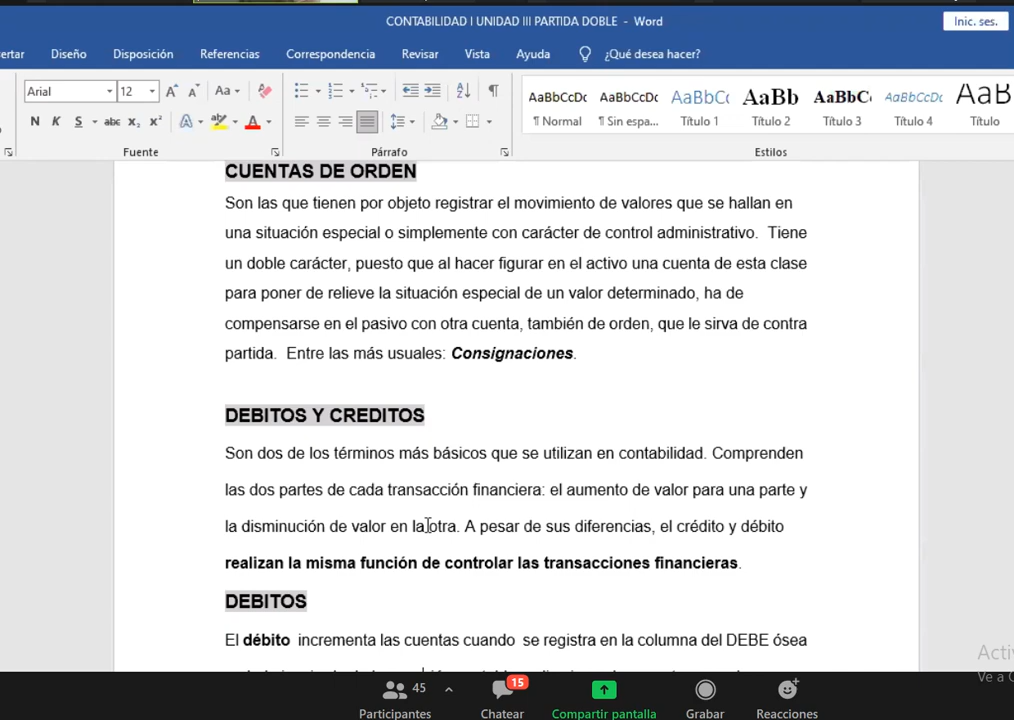 CONTABILIDAD I UNIDAD III PARTIDA DOBLE - Word
Inic. ses.
ertar Diseño Disposición Referencias Correspondencia Revisar Vista Ayuda ¿Qué desea hacer?
Arial 12 A A Aa
AaBbCcDc AaBbCcDc AaBbCc AaBb AaBbCc AaBbCcDc AaB
N K S abc x₂ x² A A
¶ Normal ¶ Sin espa... Título 1 Título 2 Título 3 Título 4 Título
Fuente Párrafo Estilos
CUENTAS DE ORDEN
Son las que tienen por objeto registrar el movimiento de valores que se hallan en
una situación especial o simplemente con carácter de control administrativo. Tiene
un doble carácter, puesto que al hacer figurar en el activo una cuenta de esta clase
para poner de relieve la situación especial de un valor determinado, ha de
compensarse en el pasivo con otra cuenta, también de orden, que le sirva de contra
partida. Entre las más usuales: Consignaciones.
DEBITOS Y CREDITOS
Son dos de los términos más básicos que se utilizan en contabilidad. Comprenden
las dos partes de cada transacción financiera: el aumento de valor para una parte y
la disminución de valor en la otra. A pesar de sus diferencias, el crédito y débito
realizan la misma función de controlar las transacciones financieras.
DEBITOS
El débito incrementa las cuentas cuando se registra en la columna del DEBE ósea
Acti
Ve a C
45 15
Participantes Chatear Compartir pantalla Grabar Reacciones